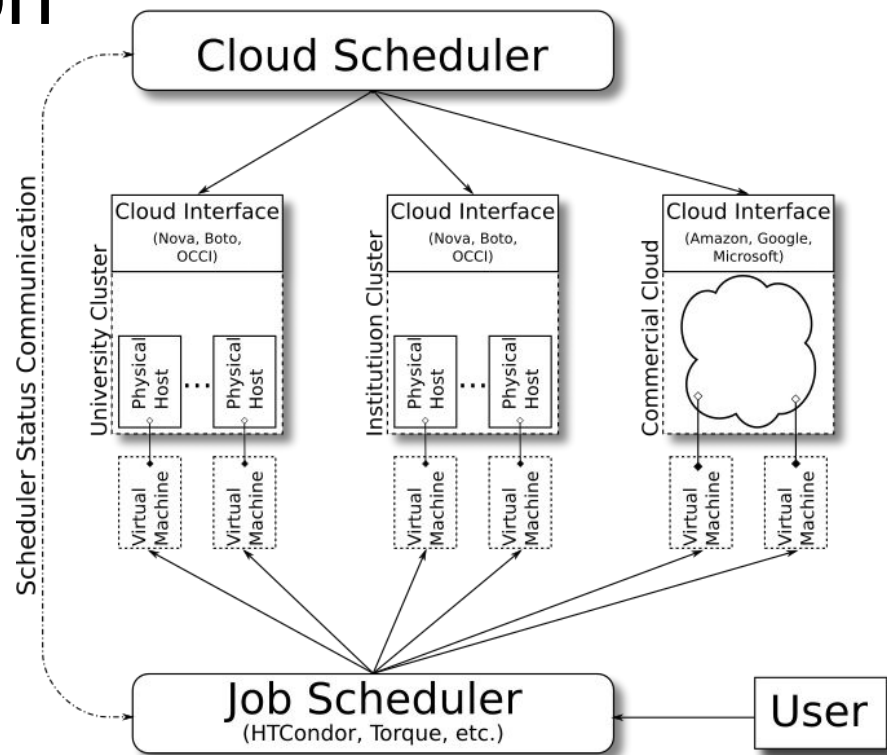 Cloud Scheduler
Scheduler Status Communication
University Cluster
Cloud Interface
(Nova, Boto,
OCCI)
Physical
Host
...
Physical
Host
Virtual
Machine
Virtual
Machine
Institutiuon Cluster
Cloud Interface
(Nova, Boto,
OCCI)
Physical
Host
...
Physical
Host
Virtual
Machine
Virtual
Machine
Commercial Cloud
Cloud Interface
(Amazon, Google,
Microsoft)
Virtual
Machine
Virtual
Machine
Job Scheduler
(HTCondor, Torque, etc.)
User